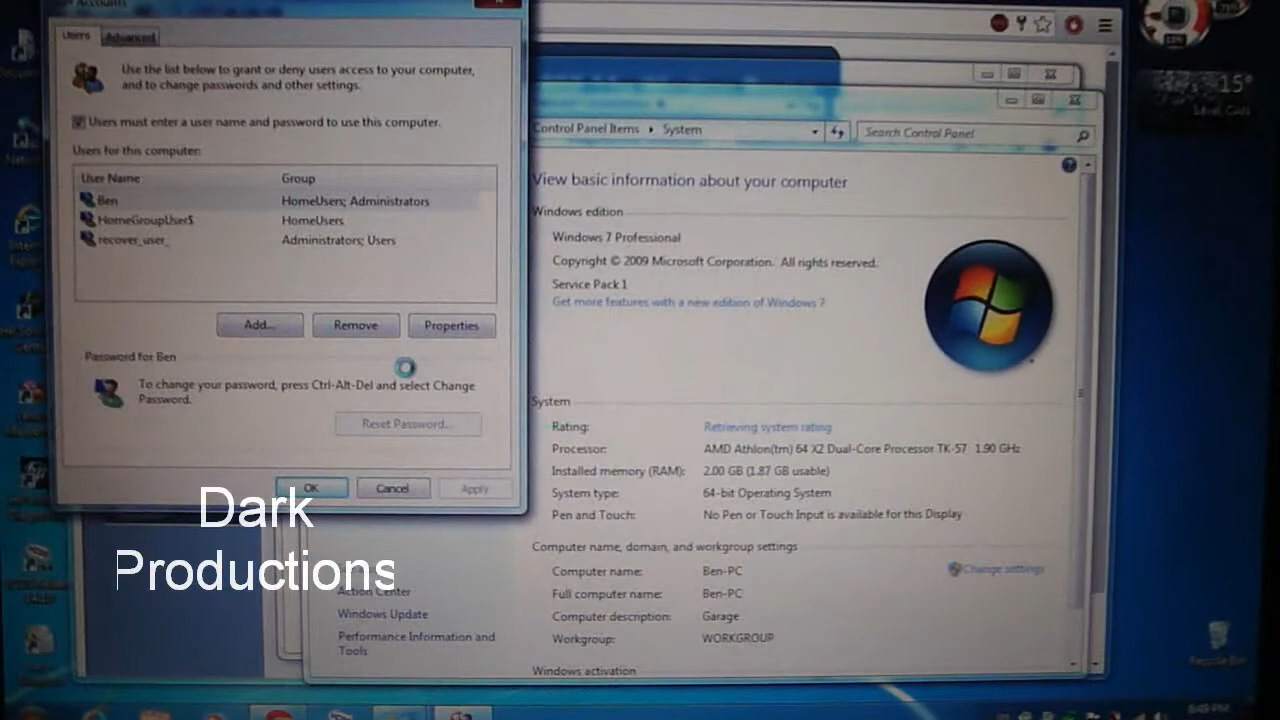 Accounts
Users
Advanced
Use the list below to grant or deny users access to your computer,
and to change passwords and other settings.
Users must enter a user name and password to use this computer.
Users for this computer:
User Name Group
Ben HomeUsers; Administrators
HomeGroupUser$ HomeUsers
recover_user_ Administrators; Users
Add...
Remove
Properties
Password for Ben
To change your password, press Ctrl-Alt-Del and select Change
Password.
Reset Password...
OK
Cancel
Apply
Dark
Productions
Control Panel Items
System
Search Control Panel
View basic information about your computer
Windows edition
Windows 7 Professional
Copyright © 2009 Microsoft Corporation. All rights reserved.
Service Pack 1
Get more features with a new edition of Windows 7
System
Rating: Retrieving system rating
Processor: AMD Athlon(tm) 64 X2 Dual-Core Processor TK-57 1.90 GHz
Installed memory (RAM): 2.00 GB (1.87 GB usable)
System type: 64-bit Operating System
Pen and Touch: No Pen or Touch Input is available for this Display
Computer name, domain, and workgroup settings
Computer name: Ben-PC
Change settings
Full computer name: Ben-PC
Computer description: Garage
Workgroup: WORKGROUP
Windows activation
Action Center
Windows Update
Performance Information and
Tools
15°
Recycle Bin
6:49 PM